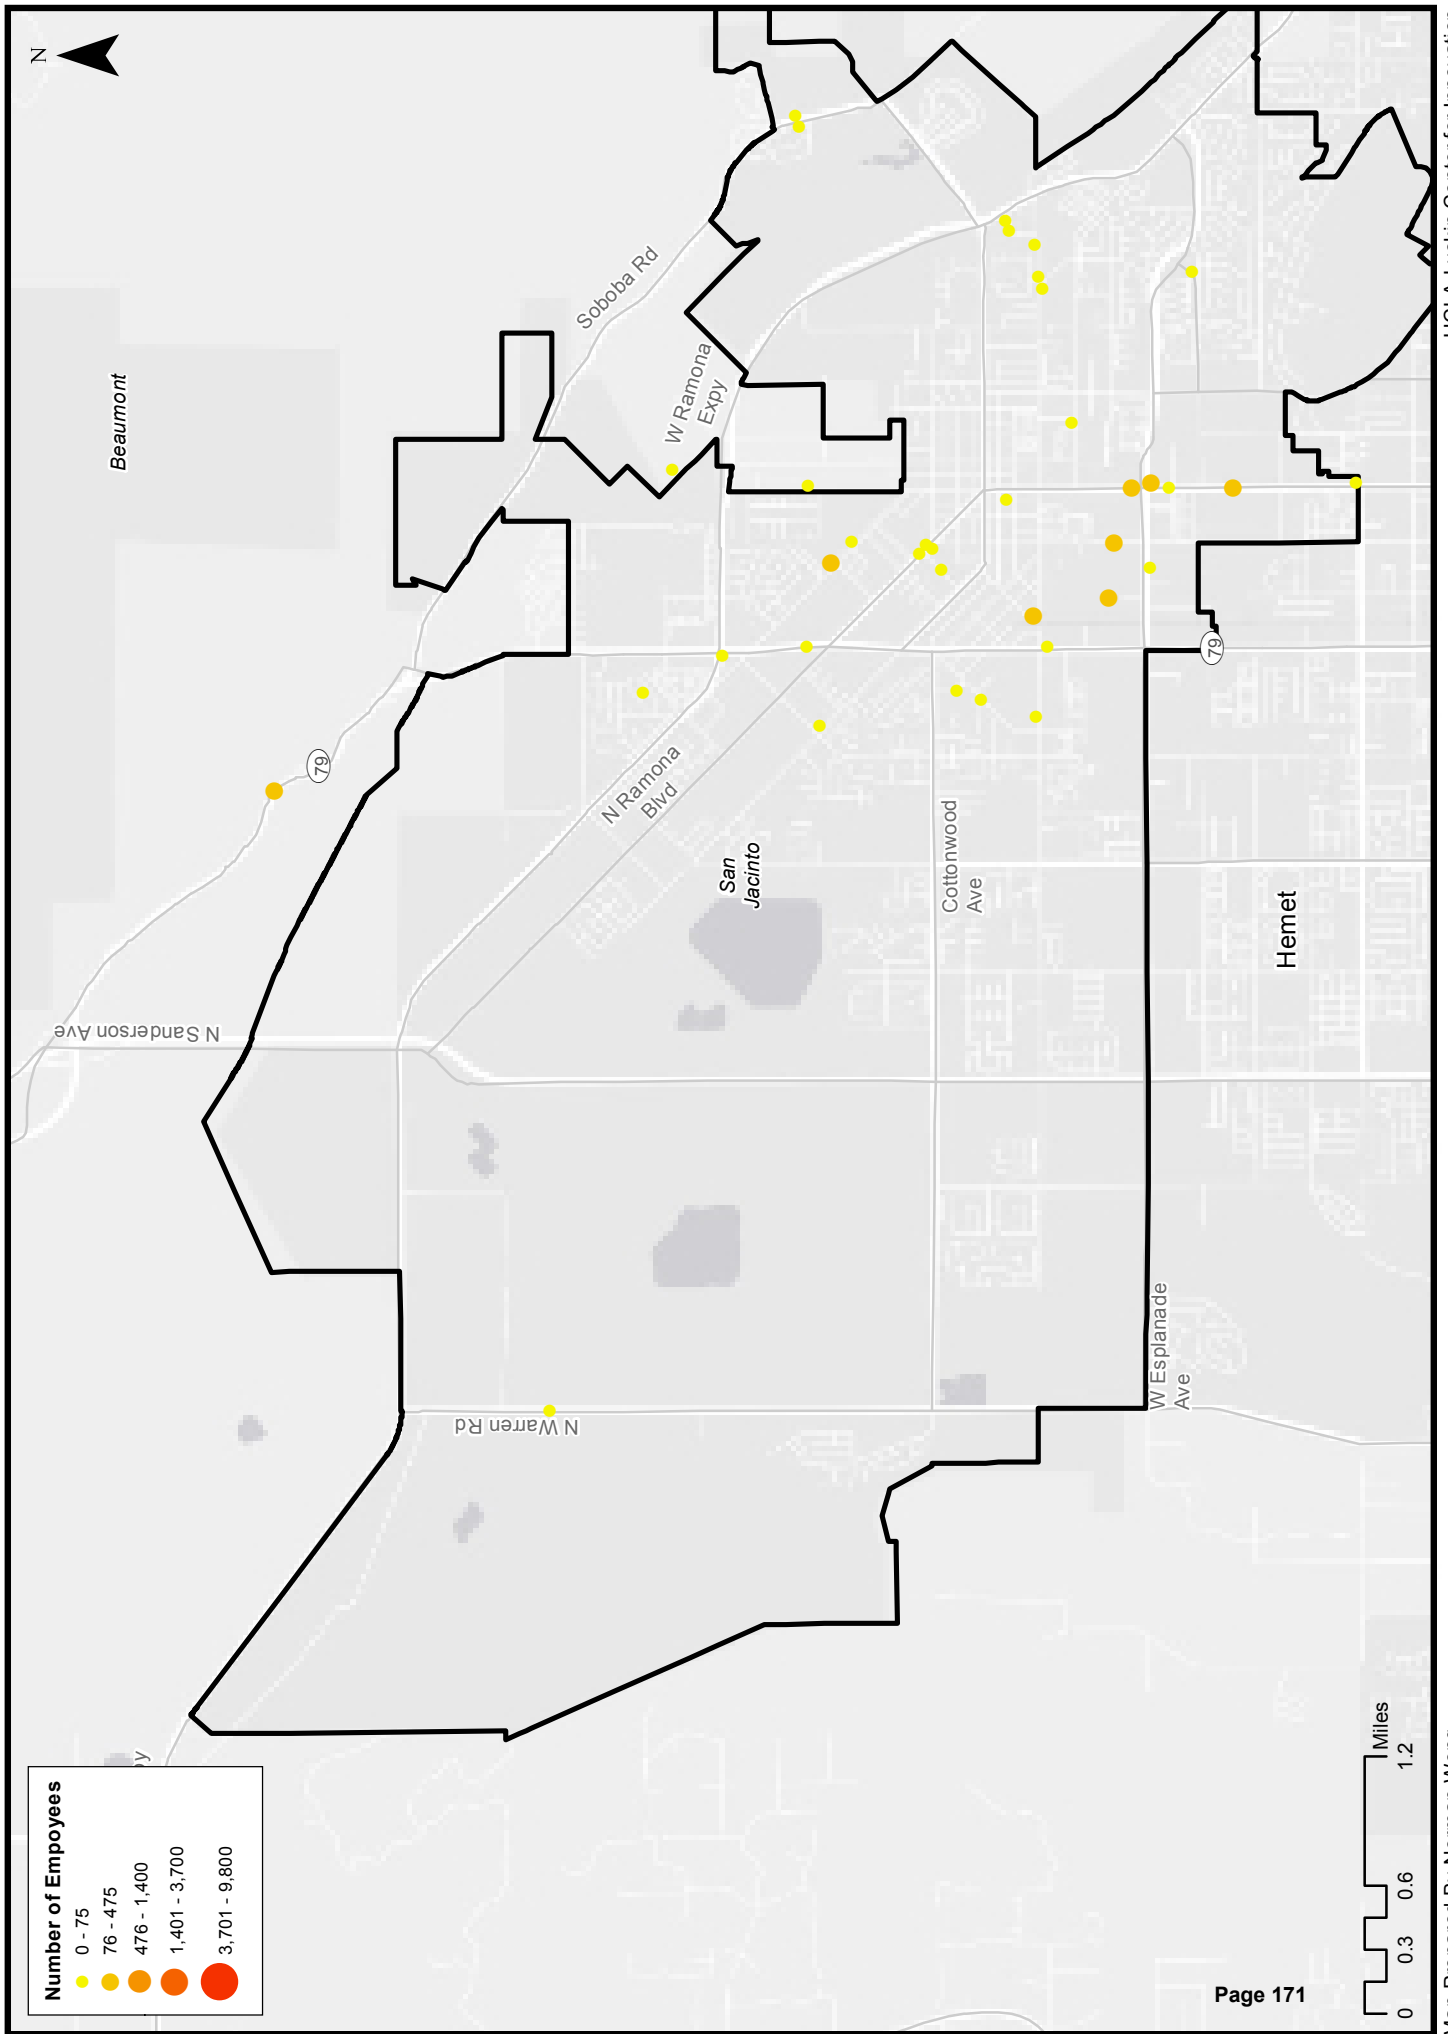 N
Beaumont
Soboba Rd
W Ramona
Expy
79
N Sanderson Ave
N Ramona
Blvd
San
Jacinto
Cottonwood
Ave
79
Hemet
N Warren Rd
W Esplanade
Ave
Number of Empoyees
0 - 75
76 - 475
476 - 1,400
1,401 - 3,700
3,701 - 9,800
Miles
0 0.3 0.6 1.2
Page 171